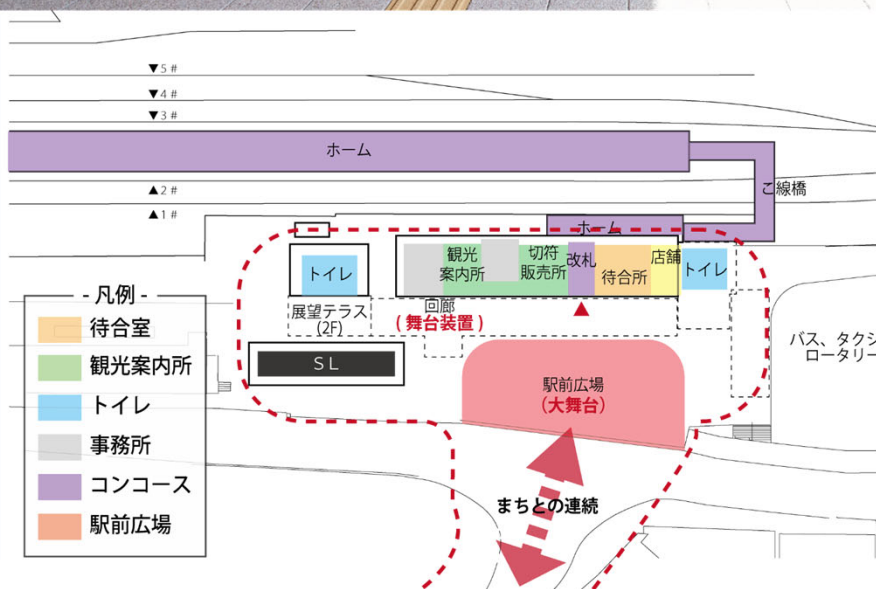 ▼5#
▼4#
▼3#
ホーム
▲2#
▲1#
こ線橋
ホーム
トイレ
観光
案内所
切符
販売所
改札
待合所
店舗
トイレ
展望テラス
(2F)
回廊
(舞台装置)
▲
SL
駅前広場
(大舞台)
バス、タクシ
ロータリー
まちとの連続
- 凡例 -
待合室
観光案内所
トイレ
事務所
コンコース
駅前広場